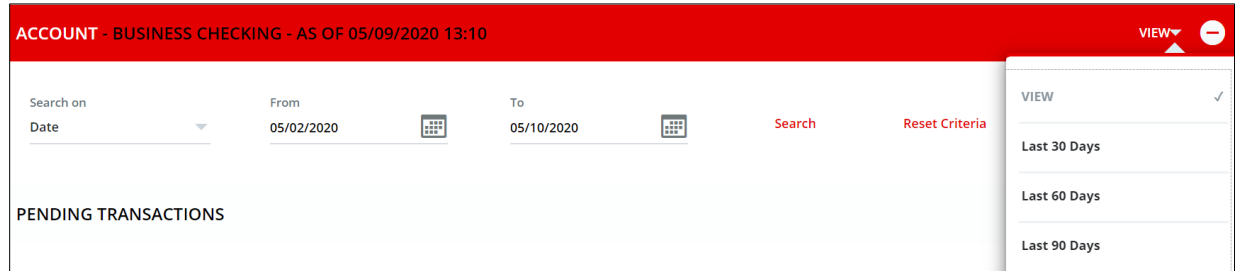 ACCOUNT - BUSINESS CHECKING - AS OF 05/09/2020 13:10
VIEW
Search on
From
To
Date
05/02/2020
05/10/2020
Search
Reset Criteria
VIEW
Last 30 Days
Last 60 Days
Last 90 Days
PENDING TRANSACTIONS